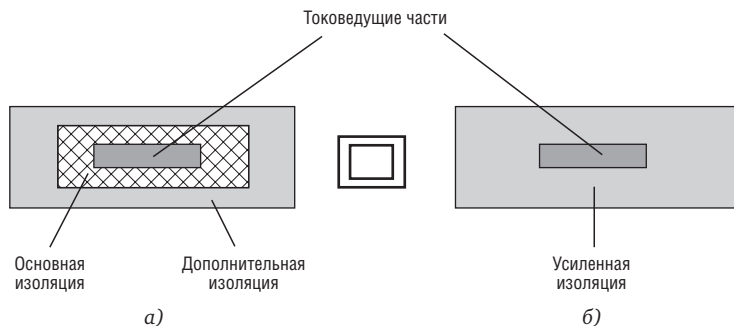 Токоведущие части
Основная
изоляция
Дополнительная
изоляция
Усиленная
изоляция
а)
б)